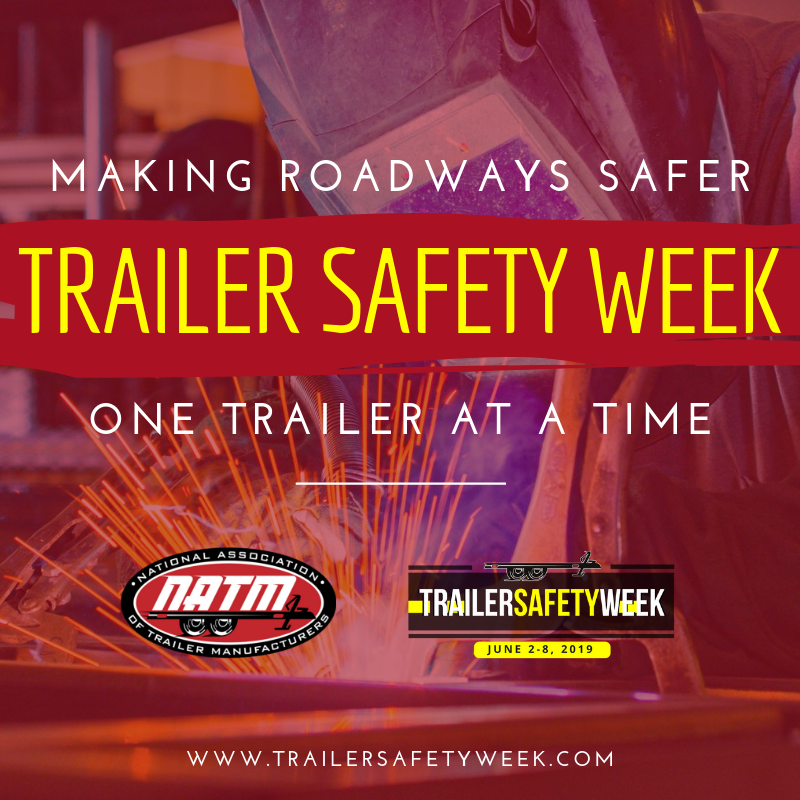 MAKING ROADWAYS SAFER
TRAILER SAFETY WEEK
ONE TRAILER AT A TIME
NATIONAL ASSOCIATION
NATM
OF TRAILER MANUFACTURERS
TRAILERSAFETYWEEK
JUNE 2-8, 2019
WWW.TRAILERSAFETYWEEK.COM